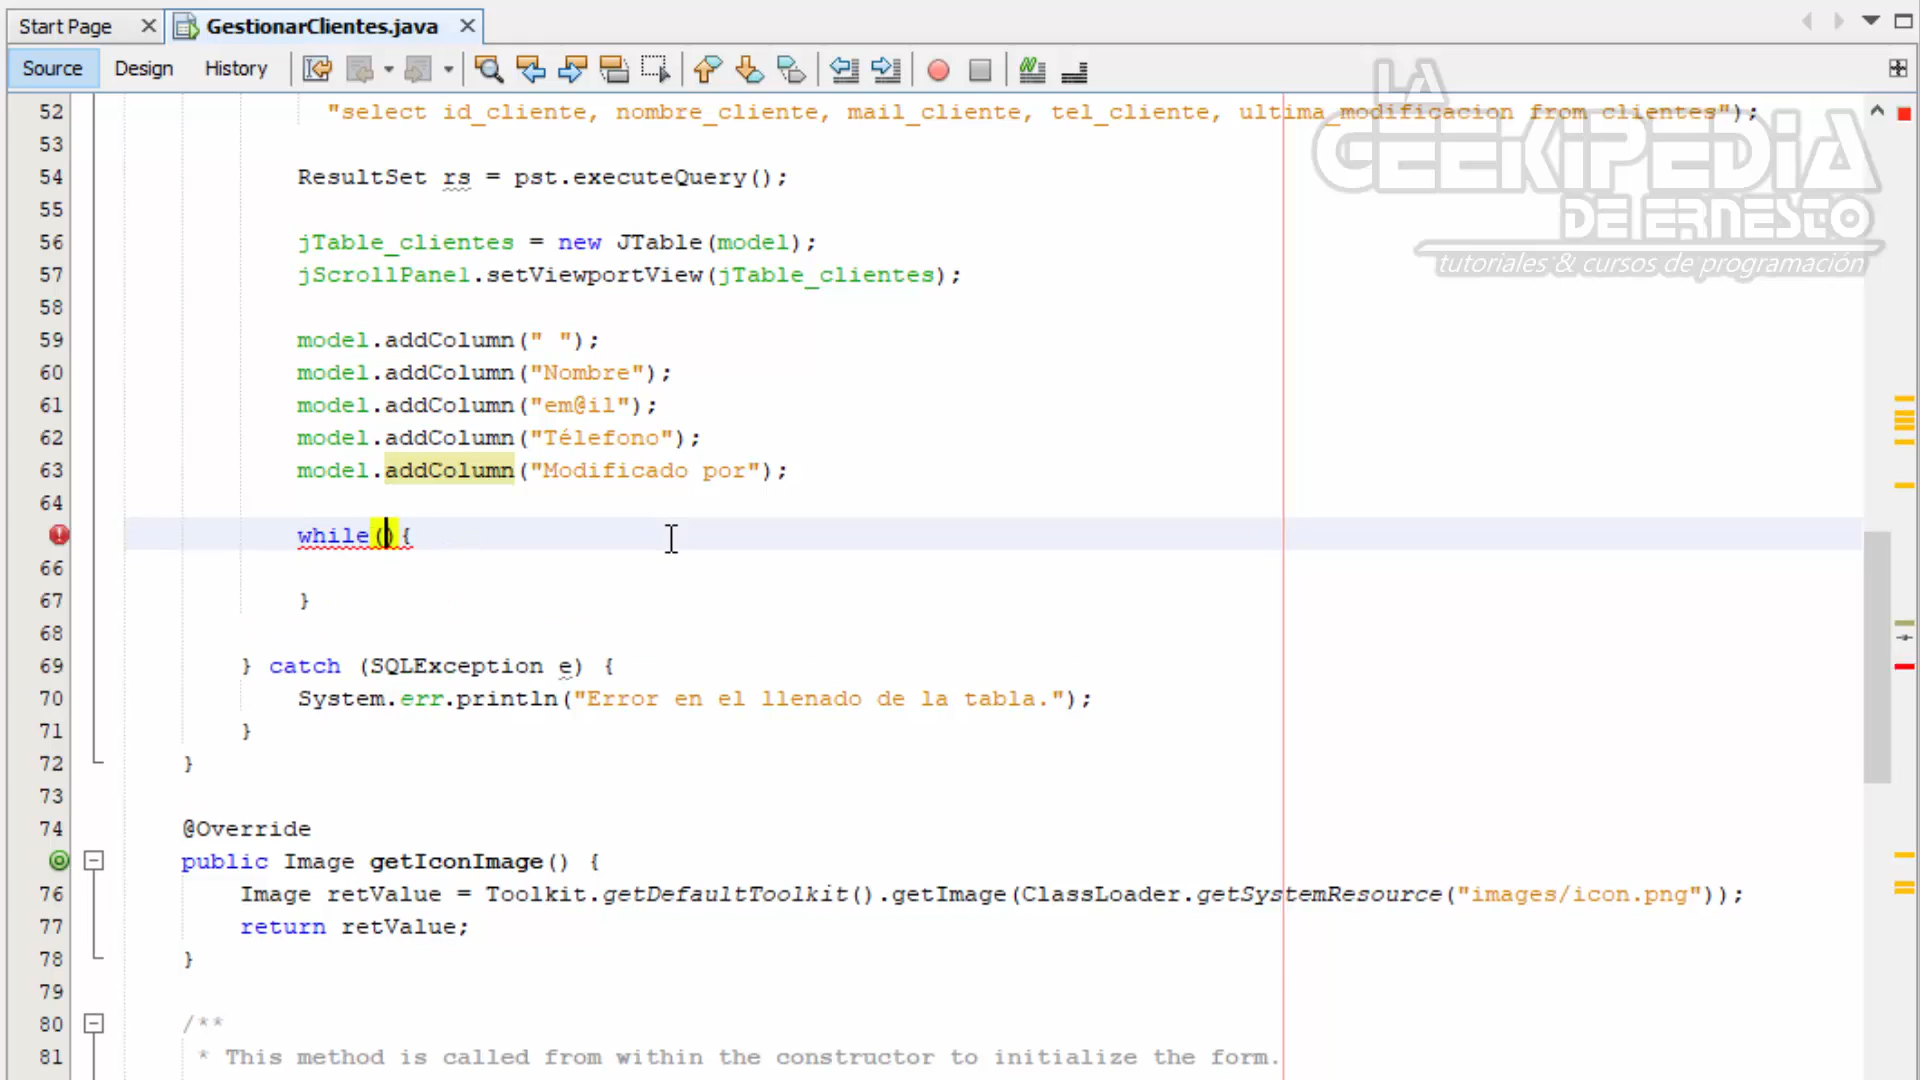 Start Page
GestionarClientes.java
Source Design History
LA
GEEKIPEDIA
DE ERNESTO
tutoriales & cursos de programación
52 "select id_cliente, nombre_cliente, mail_cliente, tel_cliente, ultima_modificacion from clientes");
53
54 ResultSet rs = pst.executeQuery();
55
56 jTable_clientes = new JTable(model);
57 jScrollPane1.setViewportView(jTable_clientes);
58
59 model.addColumn(" ");
60 model.addColumn("Nombre");
61 model.addColumn("em@il");
62 model.addColumn("Télefono");
63 model.addColumn("Modificado por");
64
while(){
66
67 }
68
69 } catch (SQLException e) {
70 System.err.println("Error en el llenado de la tabla.");
71 }
72 }
73
74 @Override
public Image getIconImage() {
76 Image retValue = Toolkit.getDefaultToolkit().getImage(ClassLoader.getSystemResource("images/icon.png"));
77 return retValue;
78 }
79
80 /**
81 * This method is called from within the constructor to initialize the form.